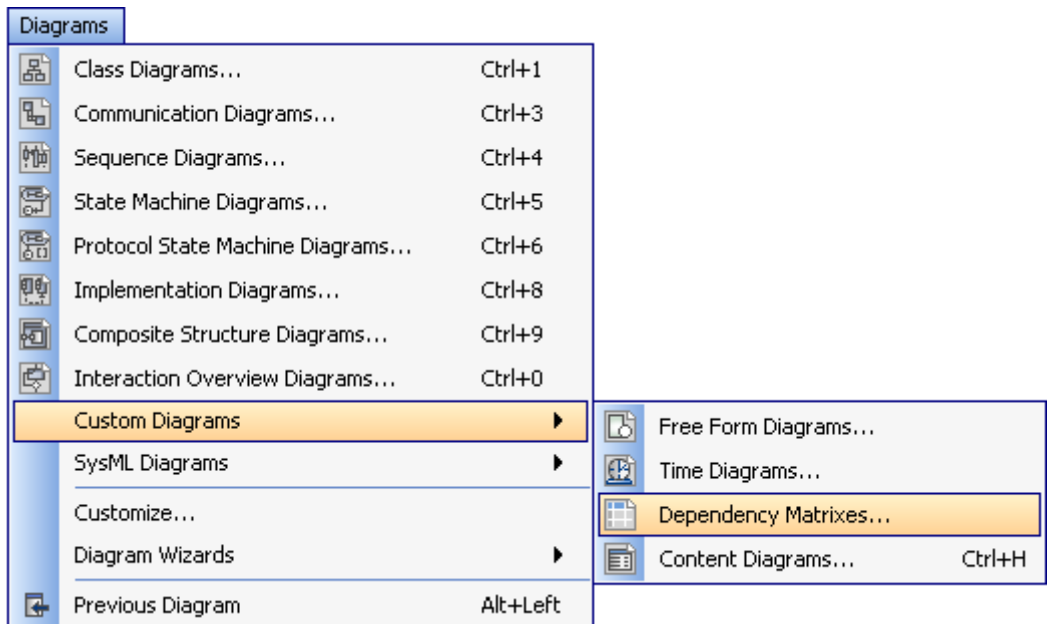 Diagrams
Class Diagrams... Ctrl+1
Communication Diagrams... Ctrl+3
Sequence Diagrams... Ctrl+4
State Machine Diagrams... Ctrl+5
Protocol State Machine Diagrams... Ctrl+6
Implementation Diagrams... Ctrl+8
Composite Structure Diagrams... Ctrl+9
Interaction Overview Diagrams... Ctrl+0
Custom Diagrams
SysML Diagrams
Customize...
Diagram Wizards
Previous Diagram Alt+Left
Free Form Diagrams...
Time Diagrams...
Dependency Matrixes...
Content Diagrams... Ctrl+H